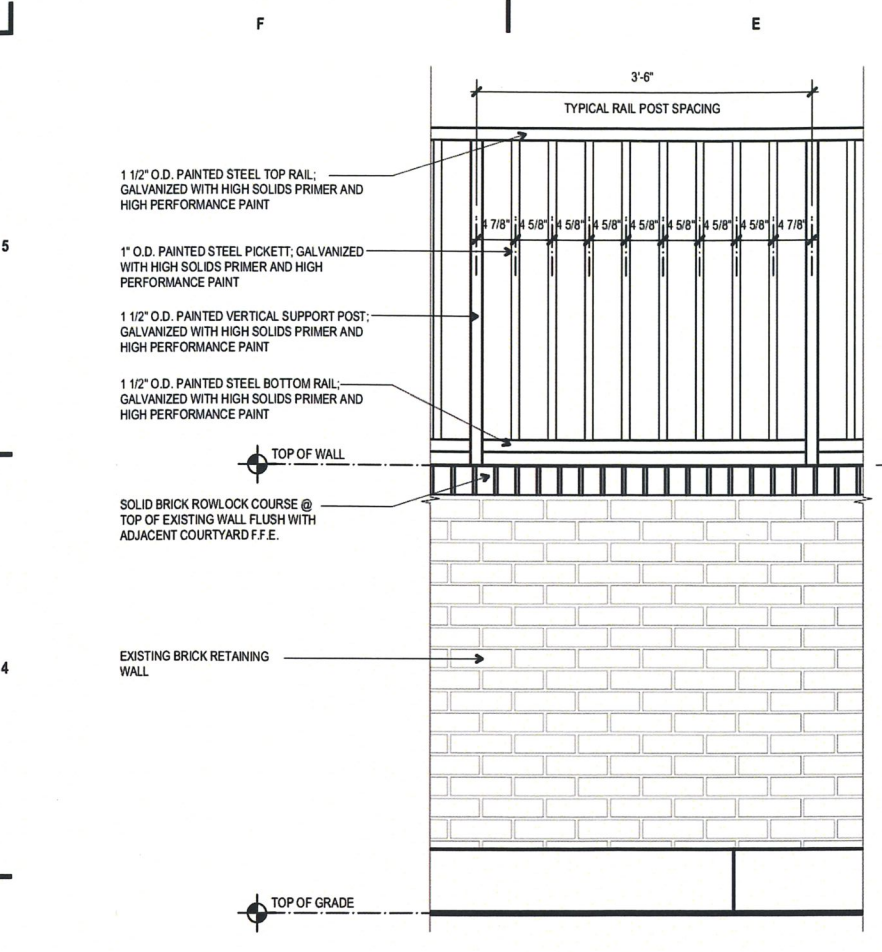 F
E
3'-6"
TYPICAL RAIL POST SPACING
1 1/2" O.D. PAINTED STEEL TOP RAIL;
GALVANIZED WITH HIGH SOLIDS PRIMER AND
HIGH PERFORMANCE PAINT
4 7/8" 4 5/8" 4 5/8" 4 5/8" 4 5/8" 4 5/8" 4 5/8" 4 5/8" 4 7/8"
5
1" O.D. PAINTED STEEL PICKETT; GALVANIZED
WITH HIGH SOLIDS PRIMER AND HIGH
PERFORMANCE PAINT
1 1/2" O.D. PAINTED VERTICAL SUPPORT POST;
GALVANIZED WITH HIGH SOLIDS PRIMER AND
HIGH PERFORMANCE PAINT
1 1/2" O.D. PAINTED STEEL BOTTOM RAIL;
GALVANIZED WITH HIGH SOLIDS PRIMER AND
HIGH PERFORMANCE PAINT
TOP OF WALL
SOLID BRICK ROWLOCK COURSE @
TOP OF EXISTING WALL FLUSH WITH
ADJACENT COURTYARD F.F.E.
EXISTING BRICK RETAINING
WALL
4
TOP OF GRADE